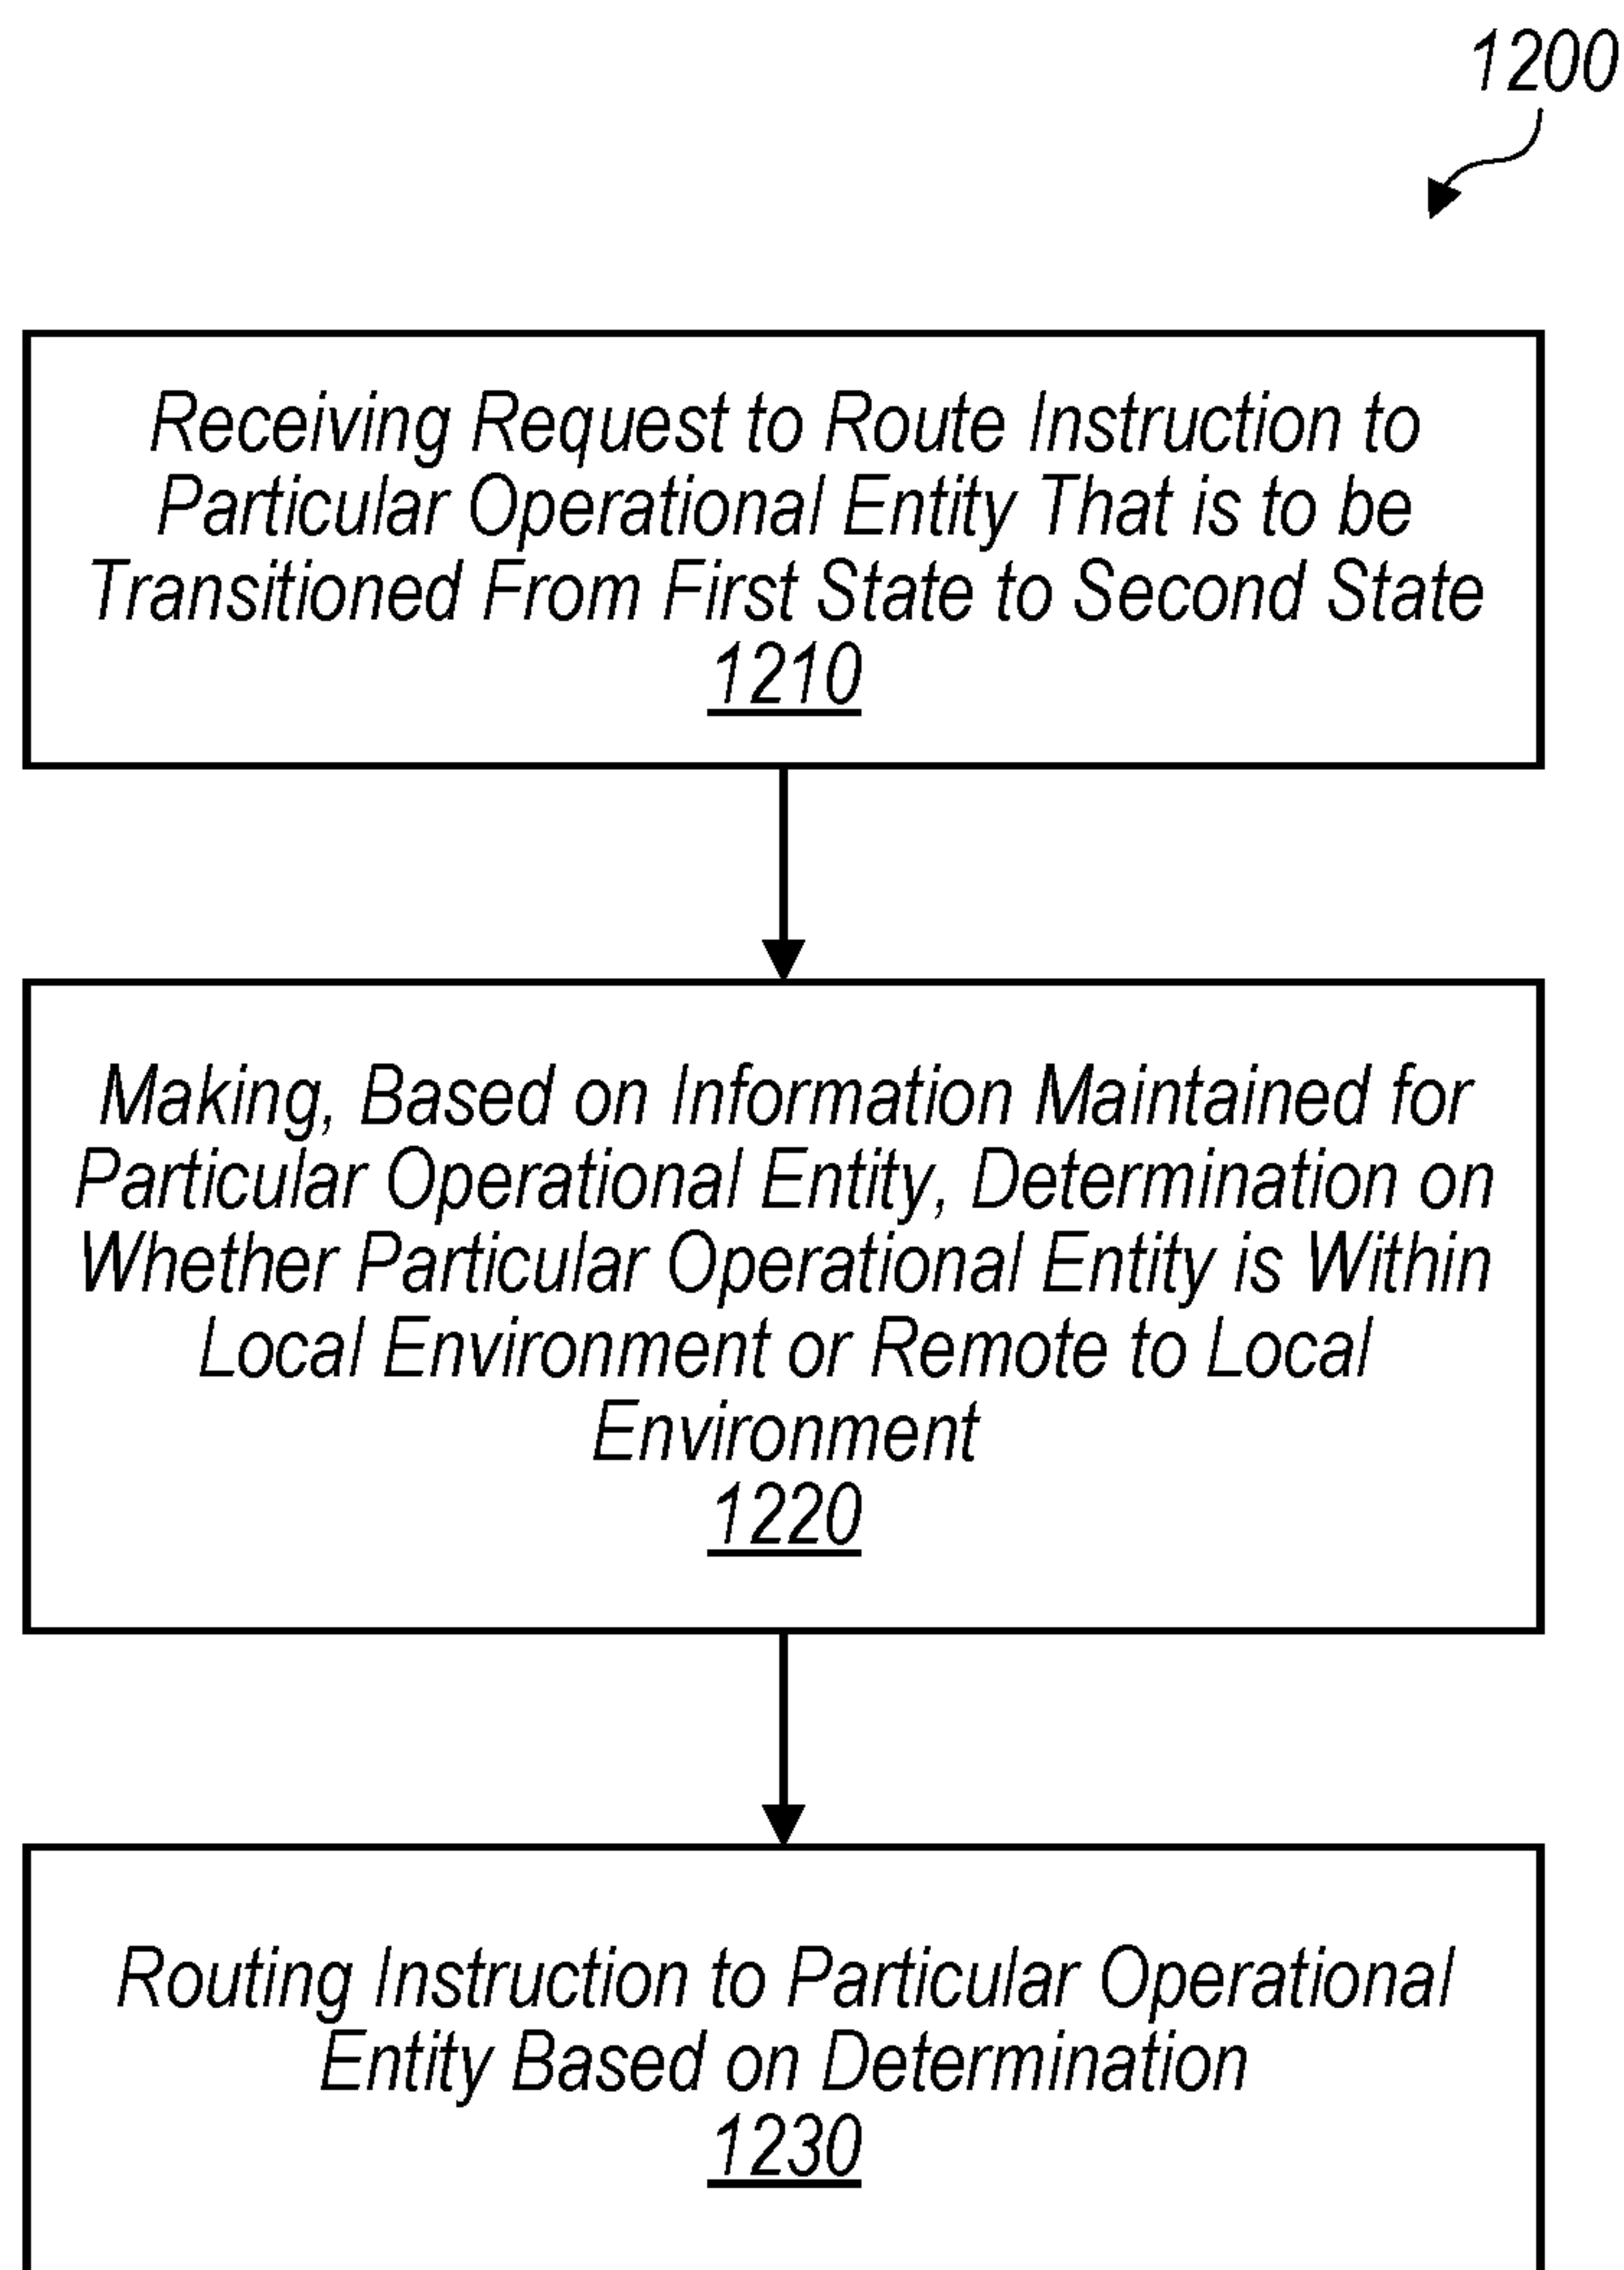 1200
Receiving Request to Route Instruction to
Particular Operational Entity That is to be
Transitioned From First State to Second State
1210
Making, Based on Information Maintained for
Particular Operational Entity, Determination on
Whether Particular Operational Entity is Within
Local Environment or Remote to Local
Environment
1220
Routing Instruction to Particular Operational
Entity Based on Determination
1230